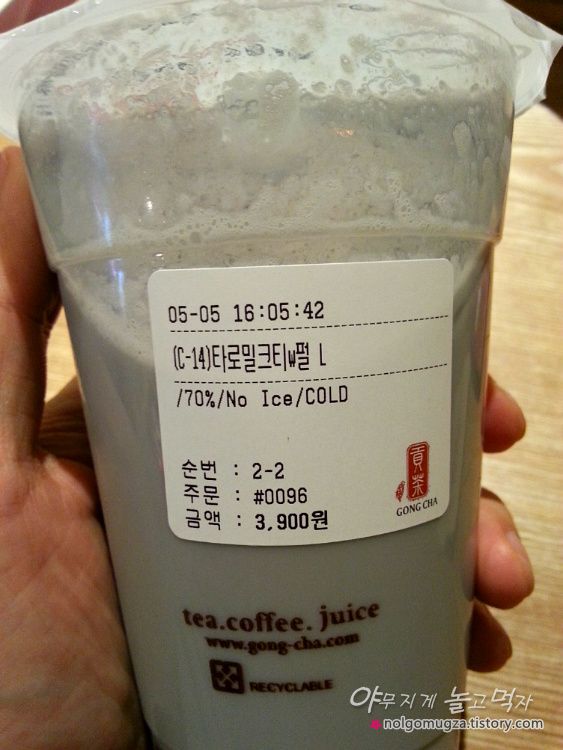 05-05 16:05:42
(C-14)타로밀크티w펄 L
/70%/No Ice/COLD
순번 : 2-2
주문 : #0096
금액 : 3,900원
貢茶
GONG CHA
tea.coffee. juice
www.gong-cha.com
RECYCLABLE
야무지게 놀고먹자
nolgomugza.tistory.com